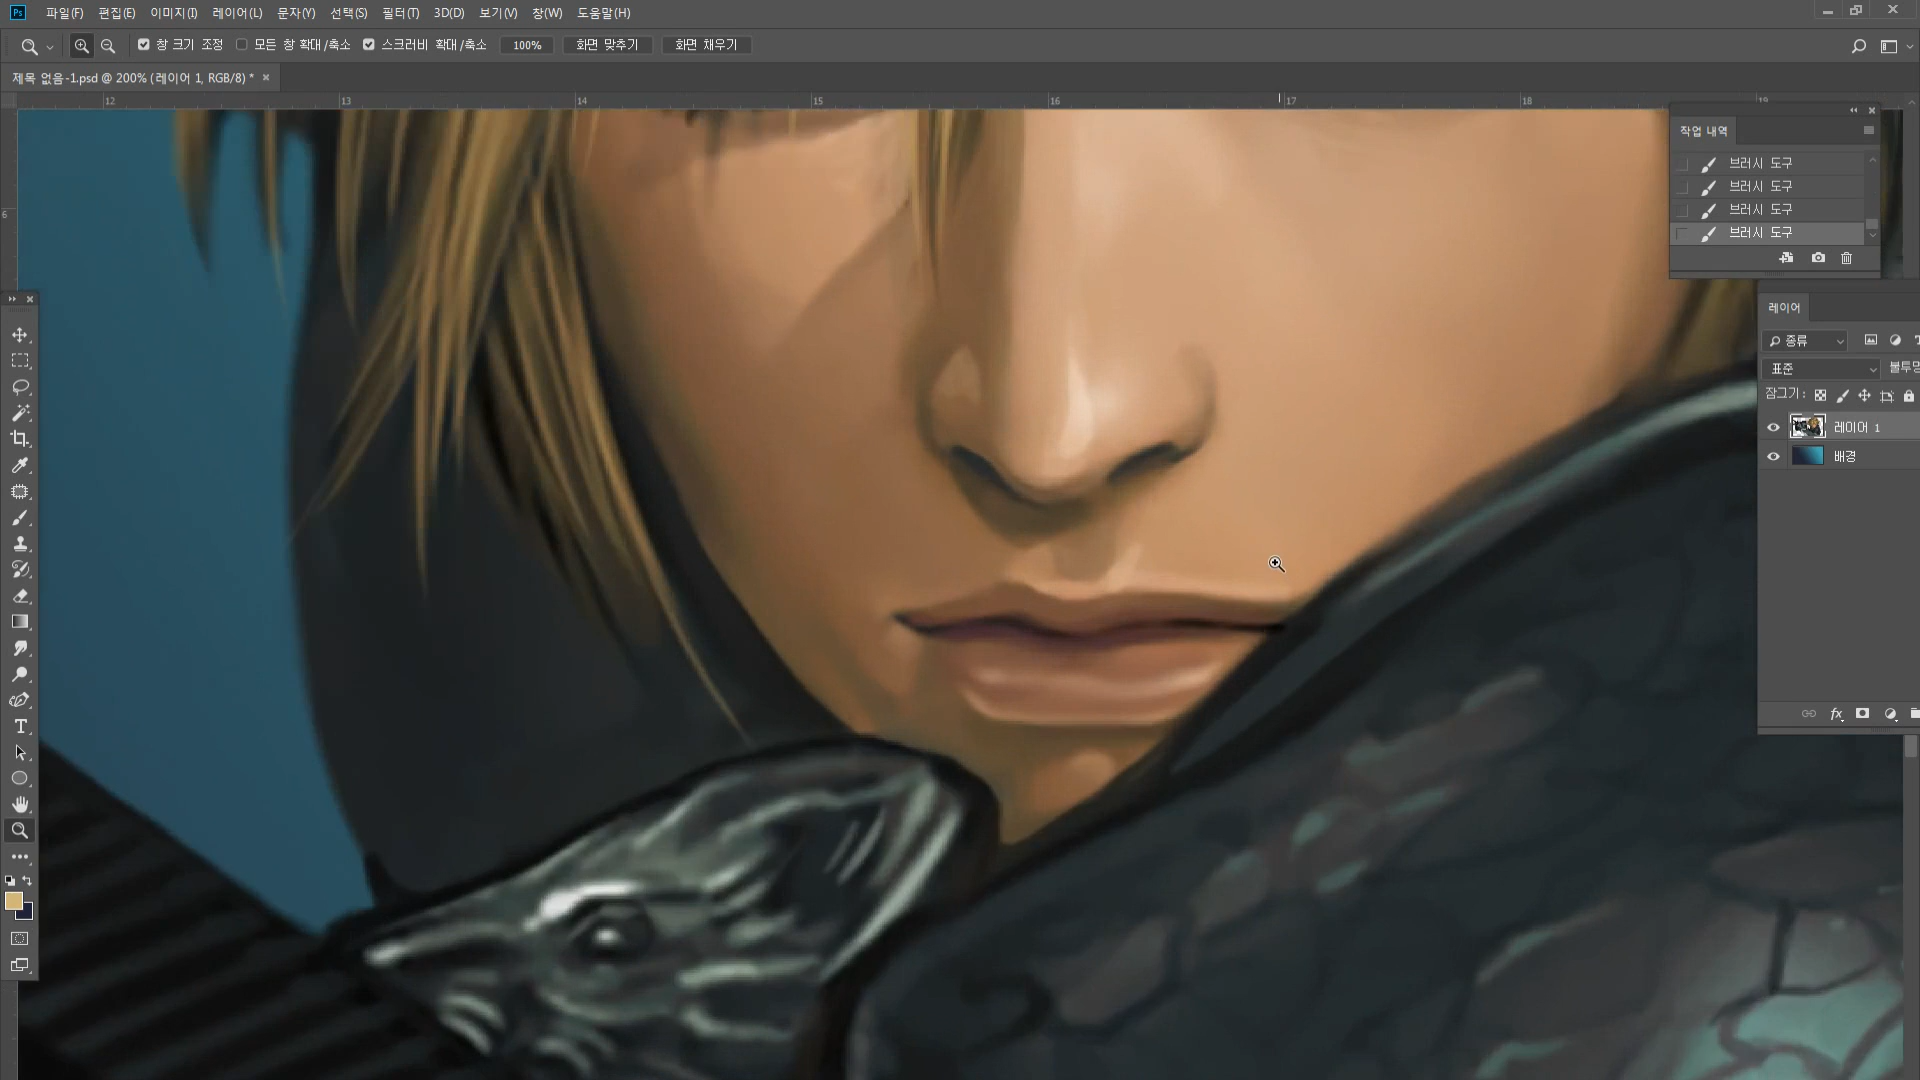 Ps 파일(F) 편집(E) 이미지(I) 레이어(L) 문자(Y) 선택(S) 필터(T) 3D(D) 보기(V) 창(W) 도움말(H)
창 크기 조정 모든 창 확대/축소 스크러비 확대/축소 100% 화면 맞추기 화면 채우기
제목 없음-1.psd @ 200% (레이어 1, RGB/8) *
12 13 14 15 16 17 18 19
6
작업 내역
브러시 도구
브러시 도구
브러시 도구
브러시 도구
레이어
종류
표준 불투명
잠그기:
레이어 1
배경
fx